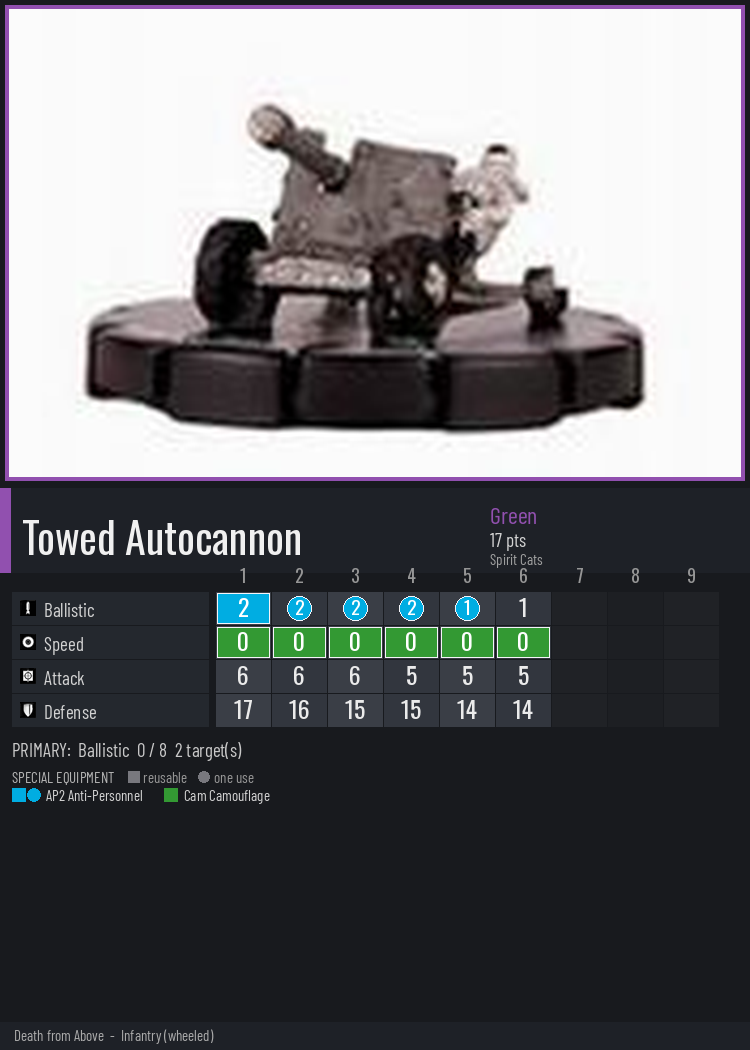 Towed Autocannon
Green
17 pts
Spirit Cats
1 2 3 4 5 6 7 8 9
Ballistic 2 2 2 2 1 1
Speed 0 0 0 0 0 0
Attack 6 6 6 5 5 5
Defense 17 16 15 15 14 14
PRIMARY: Ballistic 0 / 8 2 target(s)
SPECIAL EQUIPMENT reusable one use
AP2 Anti-Personnel Cam Camouflage
Death from Above - Infantry (wheeled)